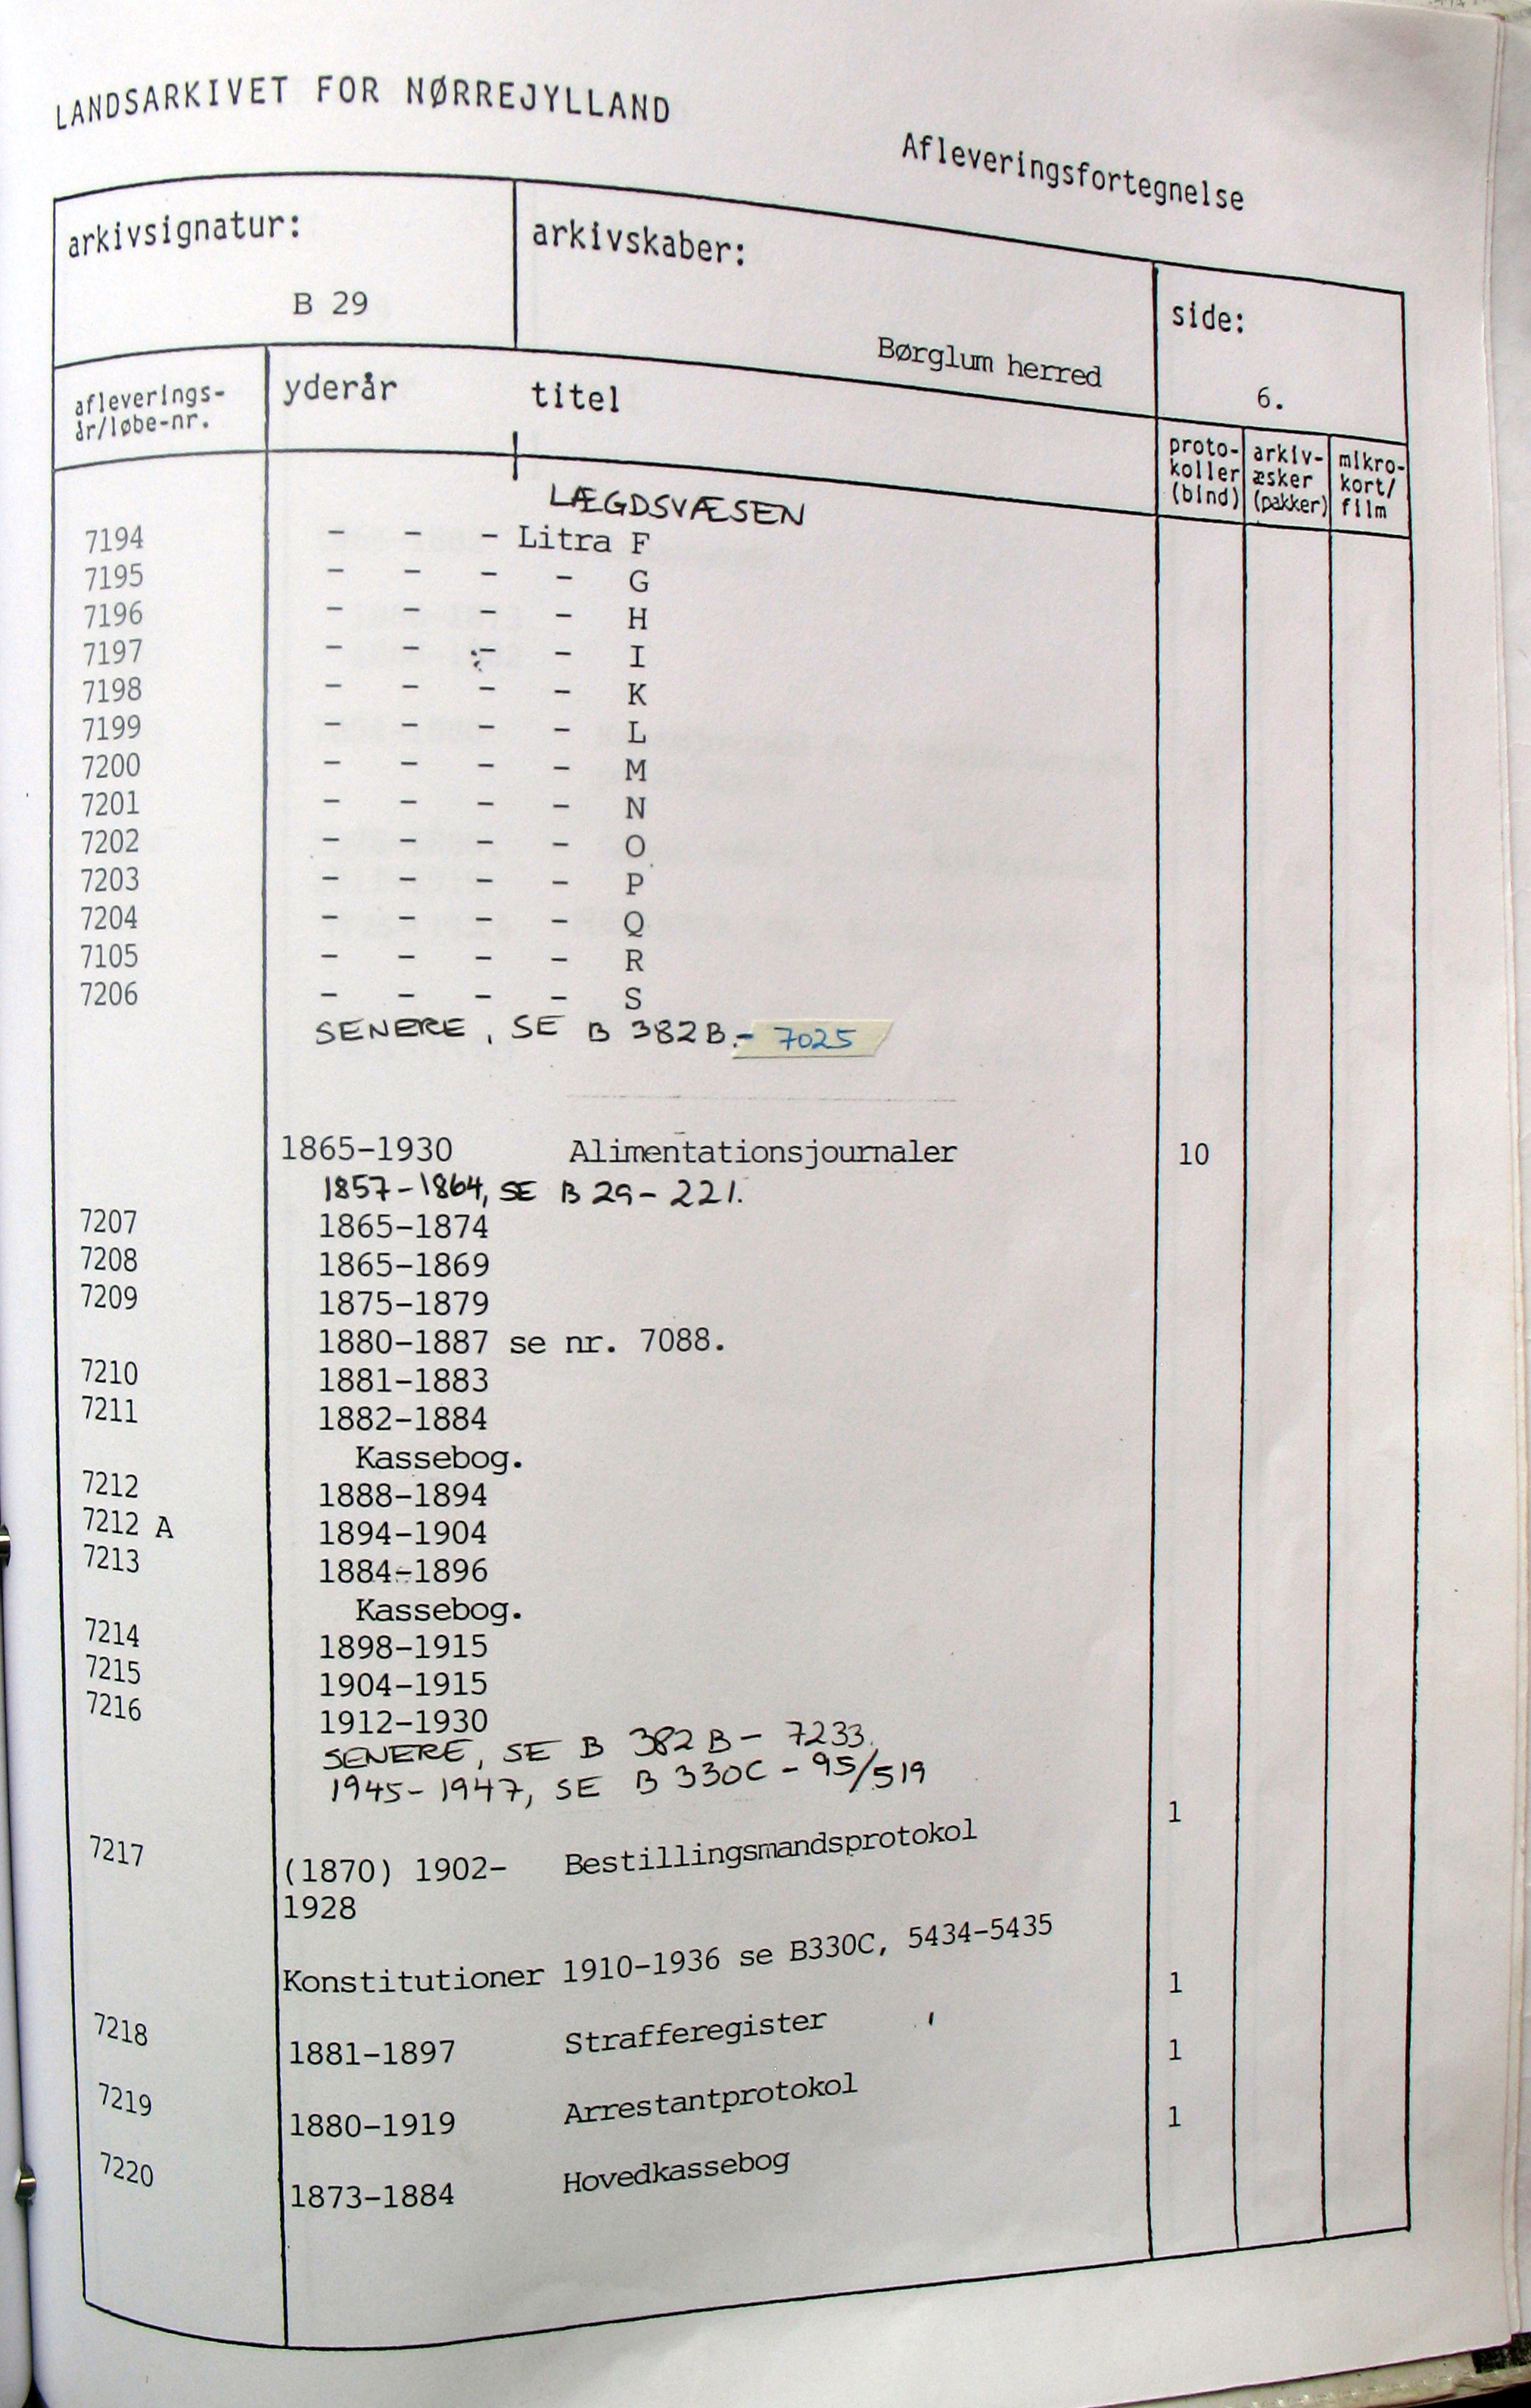 LANDSARKIVET FOR NØRREJYLLAND
Afleveringsfortegnelse
arkivsignatur:
B 29
arkivskaber:
Børglum herred
side:
6.
afleverings-
år/løbe-nr.
yderår titel
proto-
koller
(bind)
arkiv-
æsker
(pakker)
mikro-
kort/
film
LÆGDSVÆSEN
7194 - - - Litra F
7195 - - - - G
7196 - - - - H
7197 - - - - I
7198 - - - - K
7199 - - - - L
7200 - - - - M
7201 - - - - N
7202 - - - - O
7203 - - - - P
7204 - - - - Q
7105 - - - - R
7206 - - - - S
SENERE, SE B 382B.- 7025
1865-1930 Alimentationsjournaler 10
1857-1864, SE B 29-221.
7207 1865-1874
7208 1865-1869
7209 1875-1879
1880-1887 se nr. 7088.
7210 1881-1883
7211 1882-1884
Kassebog.
7212 1888-1894
7212 A 1894-1904
7213 1884-1896
Kassebog.
7214 1898-1915
7215 1904-1915
7216 1912-1930
SENERE, SE B 382B- 7233.
1945-1947, SE B 330C - 95/519
7217 (1870) 1902- Bestillingsmandsprotokol 1
1928
Konstitutioner 1910-1936 se B330C, 5434-5435
7218 1881-1897 Strafferegister 1
7219 1880-1919 Arrestantprotokol 1
7220 1873-1884 Hovedkassebog 1